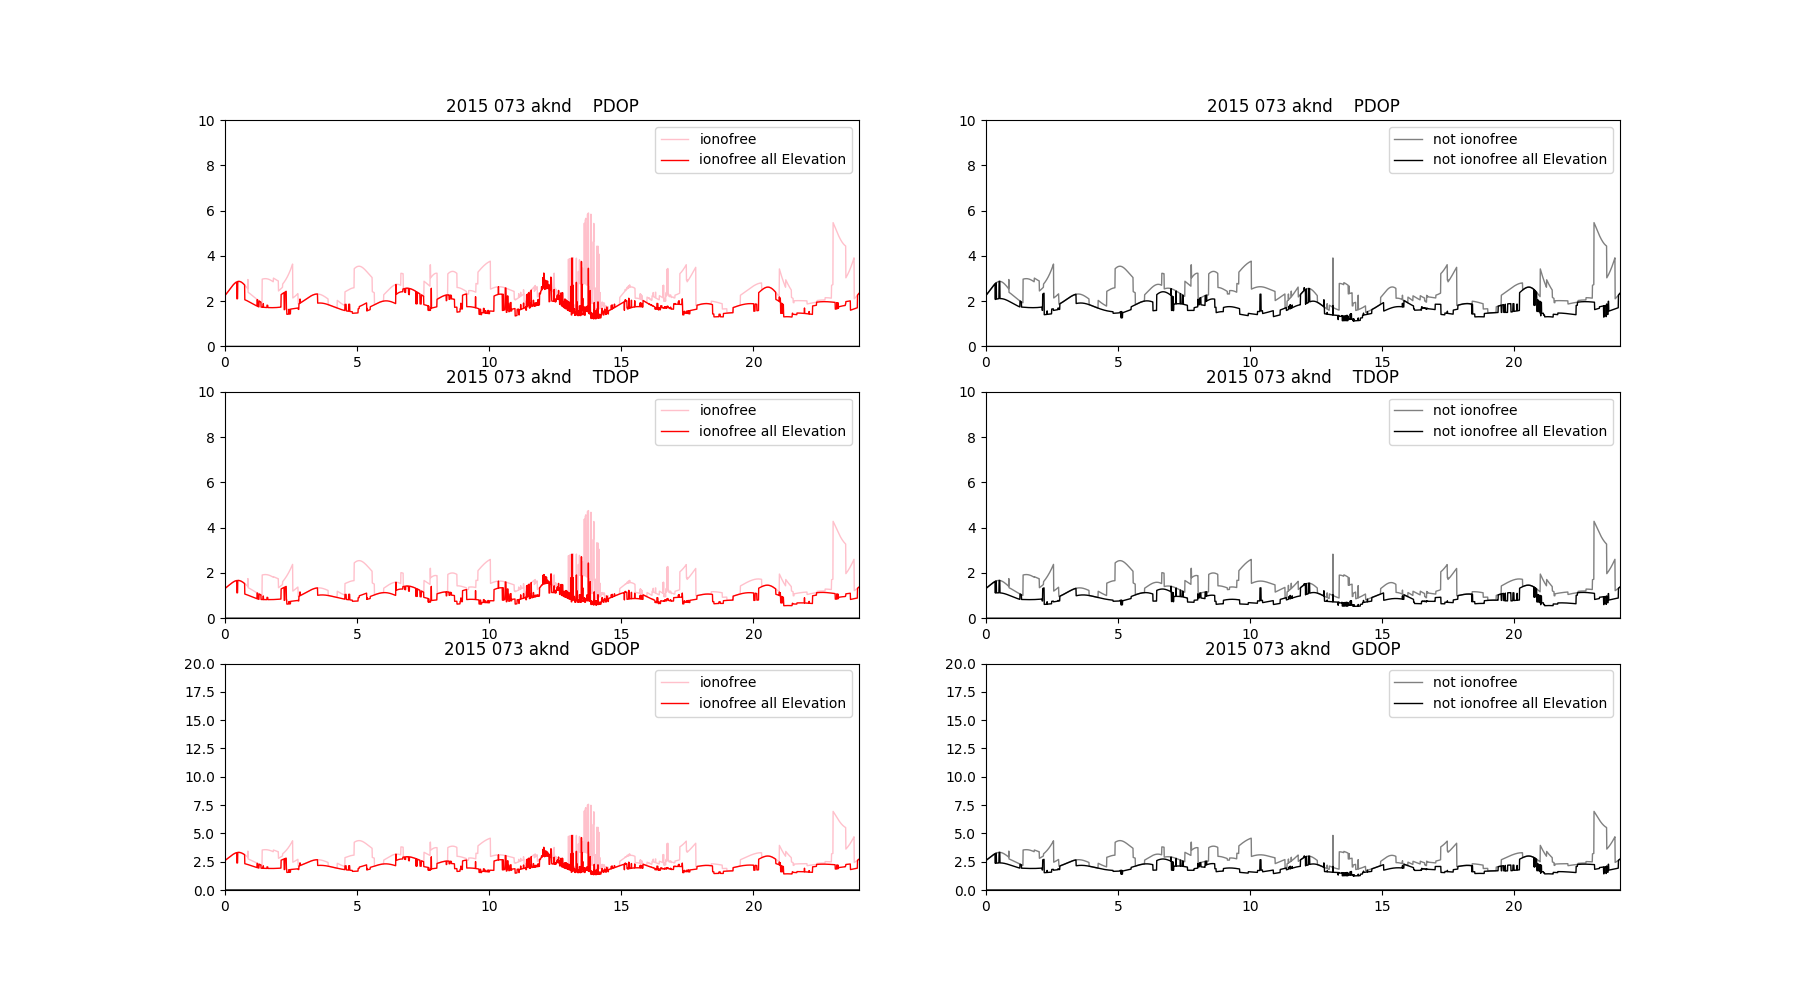 2015 073 aknd PDOP
10
8
6
4
2
0
0 5 10 15 20
ionofree
ionofree all Elevation
2015 073 aknd PDOP
10
8
6
4
2
0
0 5 10 15 20
not ionofree
not ionofree all Elevation
2015 073 aknd TDOP
10
8
6
4
2
0
0 5 10 15 20
ionofree
ionofree all Elevation
2015 073 aknd TDOP
10
8
6
4
2
0
0 5 10 15 20
not ionofree
not ionofree all Elevation
2015 073 aknd GDOP
20.0
17.5
15.0
12.5
10.0
7.5
5.0
2.5
0.0
0 5 10 15 20
ionofree
ionofree all Elevation
2015 073 aknd GDOP
20.0
17.5
15.0
12.5
10.0
7.5
5.0
2.5
0.0
0 5 10 15 20
not ionofree
not ionofree all Elevation